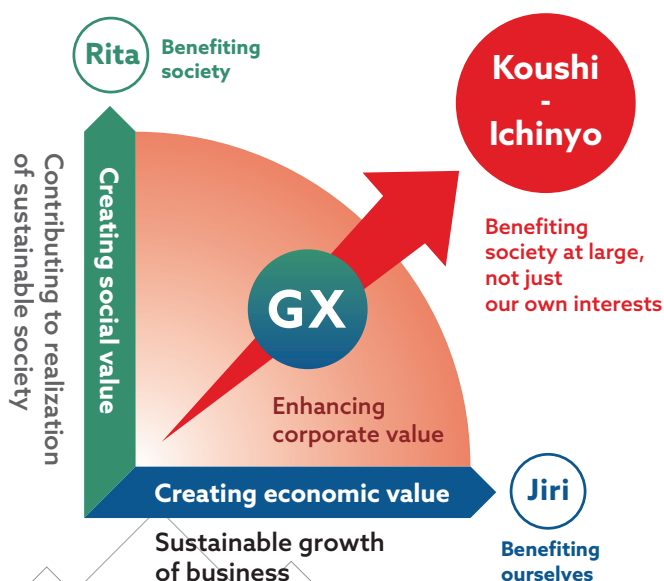 Rita
Benefiting
society
Koushi
-
Ichinyo
Benefiting
society at large,
not just
our own interests
Contributing to realization
of sustainable society
Creating social value
GX
Enhancing
corporate value
Creating economic value
Jiri
Sustainable growth
of business
Benefiting
ourselves